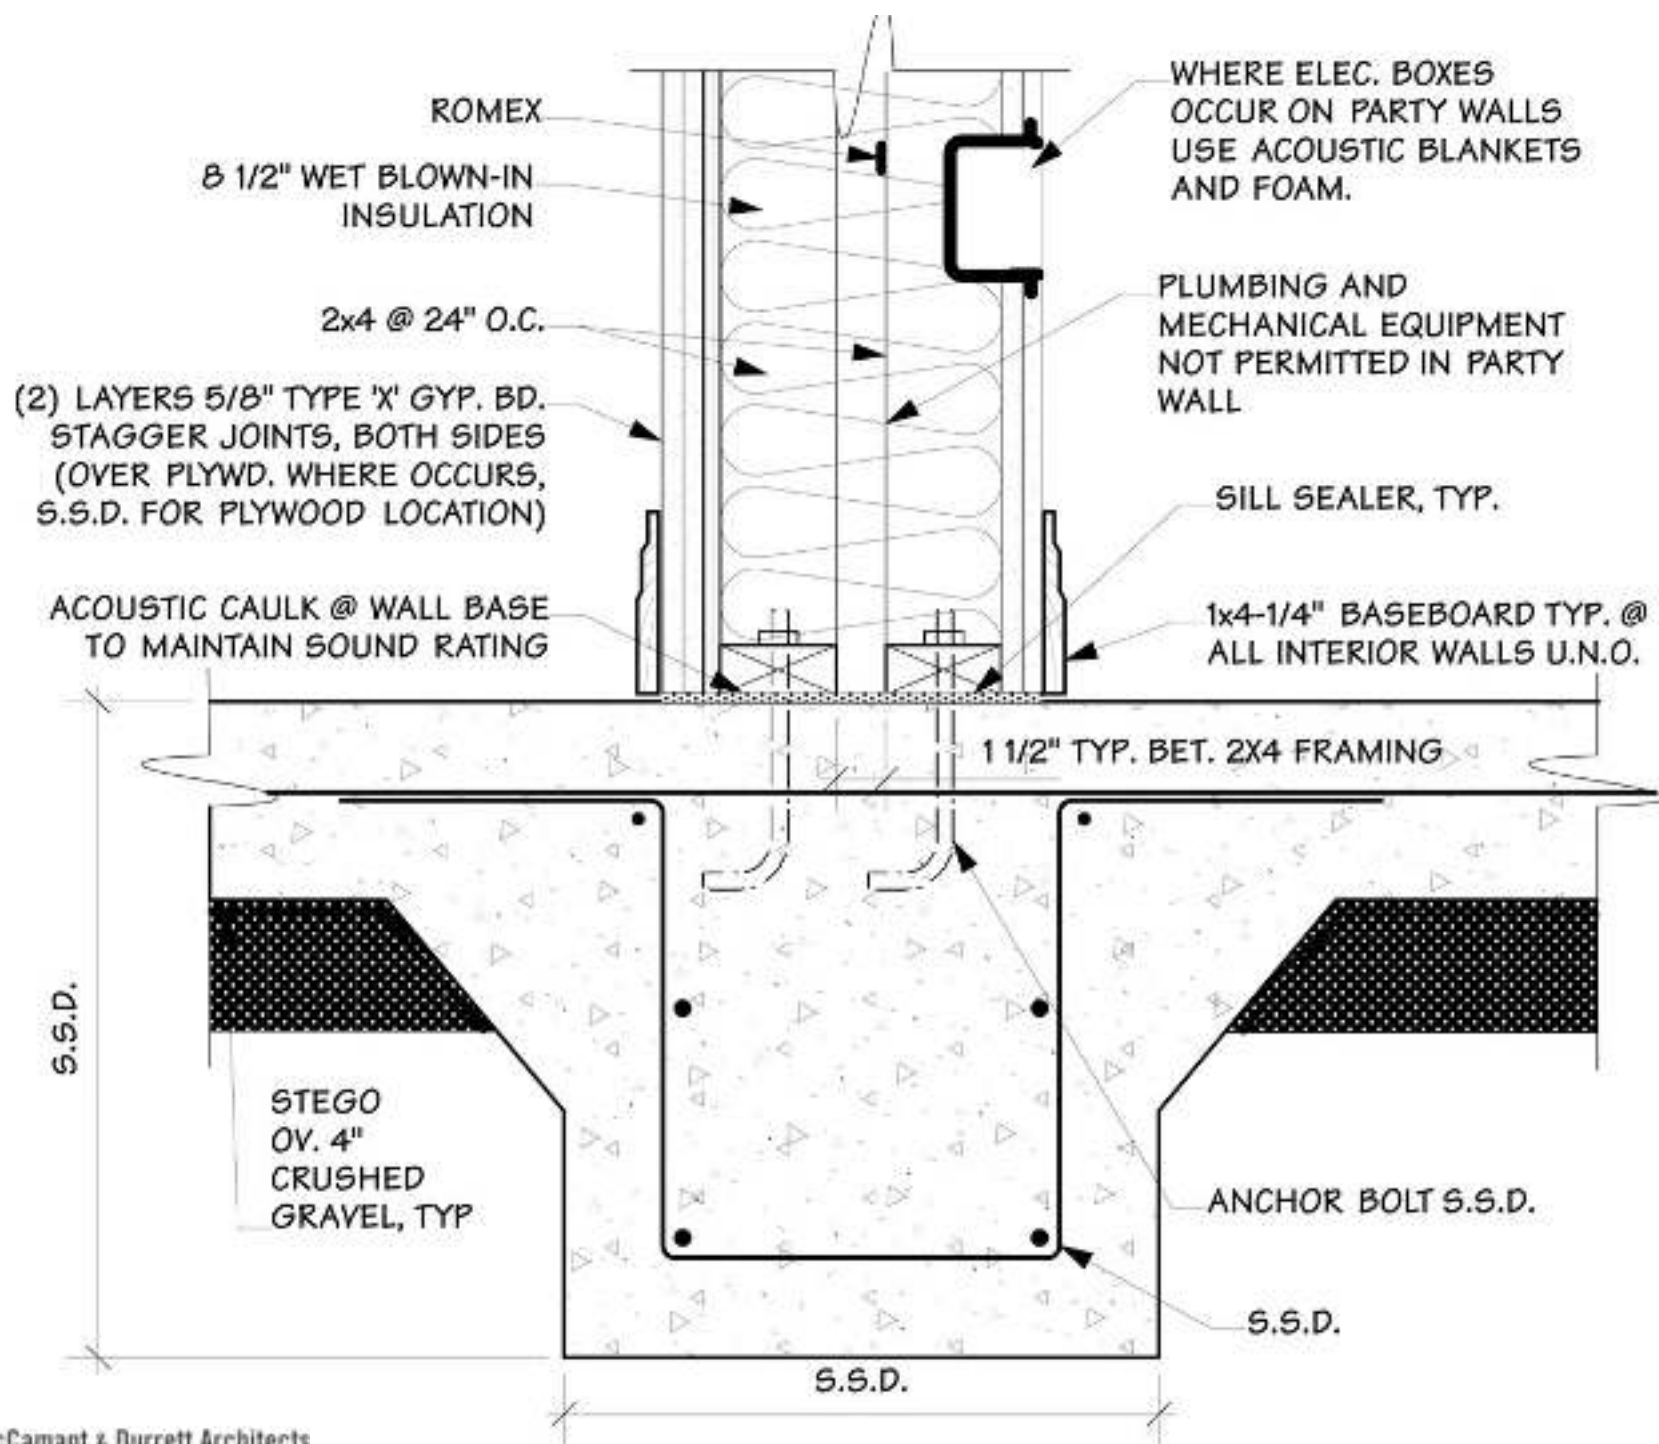 ROMEX
8 1/2" WET BLOWN-IN
INSULATION
2x4 @ 24" O.C.
(2) LAYERS 5/8" TYPE 'X' GYP. BD.
STAGGER JOINTS, BOTH SIDES
(OVER PLYWD. WHERE OCCURS,
S.S.D. FOR PLYWOOD LOCATION)
ACOUSTIC CAULK @ WALL BASE
TO MAINTAIN SOUND RATING
WHERE ELEC. BOXES
OCCUR ON PARTY WALLS
USE ACOUSTIC BLANKETS
AND FOAM.
PLUMBING AND
MECHANICAL EQUIPMENT
NOT PERMITTED IN PARTY
WALL
SILL SEALER, TYP.
1x4-1/4" BASEBOARD TYP. @
ALL INTERIOR WALLS U.N.O.
1 1/2" TYP. BET. 2X4 FRAMING
S.S.D.
STEGO
OV. 4"
CRUSHED
GRAVEL, TYP
ANCHOR BOLT S.S.D.
S.S.D.
S.S.D.
cCamant & Durrett Architects